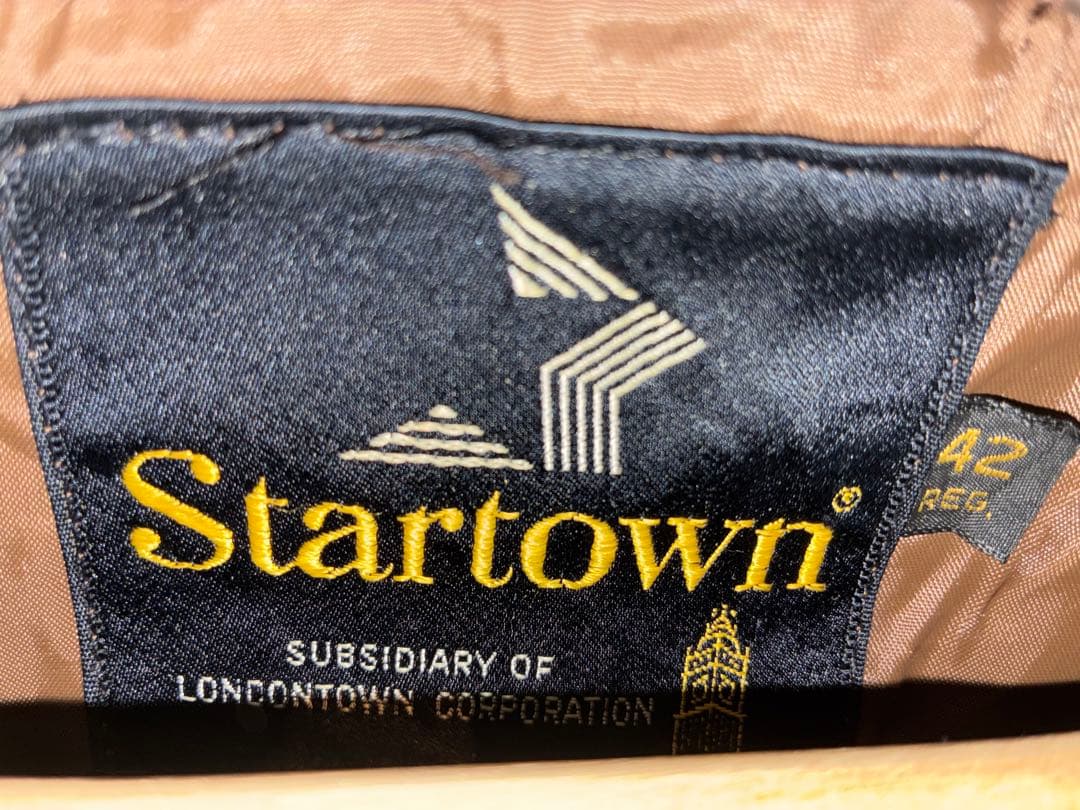 Startown®
SUBSIDIARY OF
LONDONTOWN CORPORATION
42
REG.